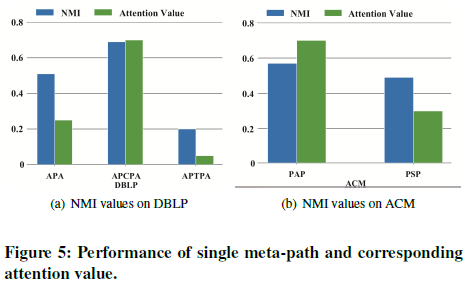 NMI Attention Value
0.8
0.6
0.4
0.2
0
APA APCPA APTPA
DBLP
(a) NMI values on DBLP
NMI Attention Value
0.8
0.6
0.4
0.2
0
PAP PSP
ACM
(b) NMI values on ACM
Figure 5: Performance of single meta-path and corresponding
attention value.